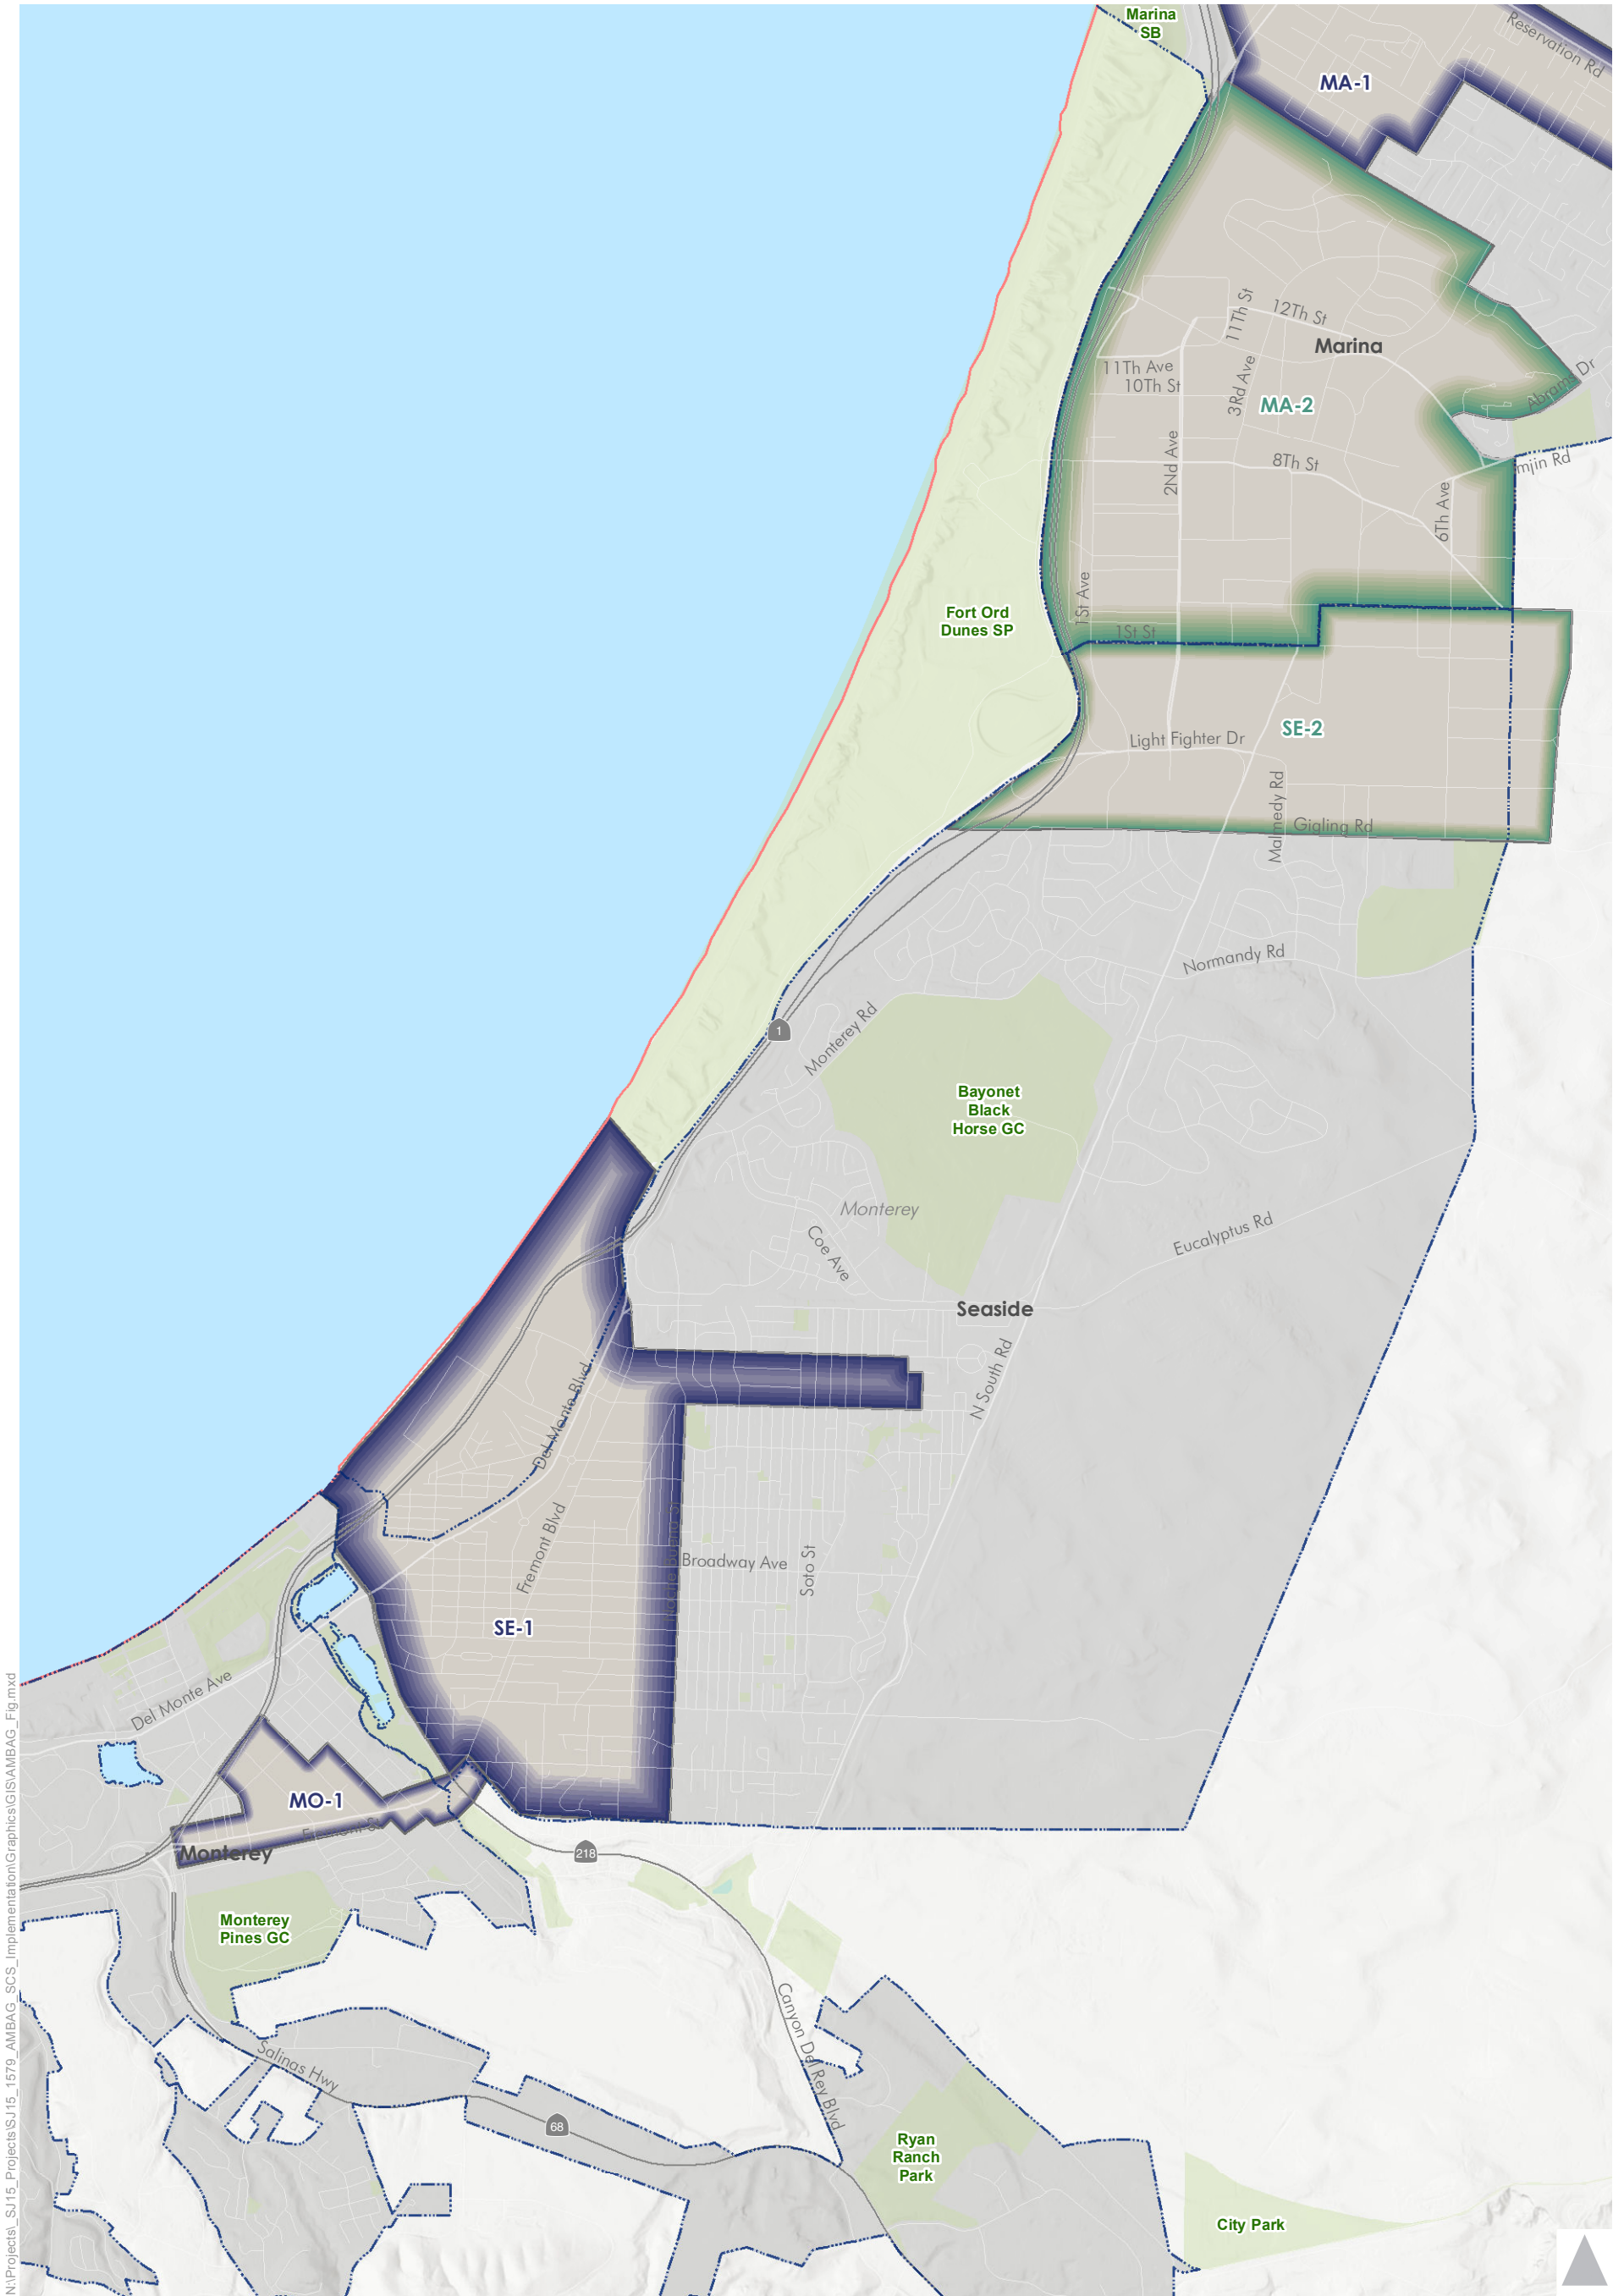 Marina
SB
Reservation Rd
MA-1
11Th St
12Th St
Marina
11Th Ave
10Th St
3Rd Ave
MA-2
Abrams Dr
2Nd Ave
8Th St
mjin Rd
6Th Ave
1St Ave
Fort Ord
Dunes SP
1St St
SE-2
Light Fighter Dr
Malmedy Rd
Gigling Rd
Normandy Rd
1
Monterey Rd
Bayonet
Black
Horse GC
Monterey
Coe Ave
Eucalyptus Rd
Seaside
N South Rd
Del Monte Blvd
Fremont Blvd
Broadway Ave
Soto St
SE-1
Del Monte Ave
MO-1
Monterey
218
Monterey
Pines GC
Canyon Del Rey Blvd
Salinas Hwy
68
Ryan
Ranch
Park
City Park
N:\Projects\_SJ15_Projects\SJ15_1579_AMBAG_SCS_Implementation\Graphics\GIS\AMBAG_Fig.mxd